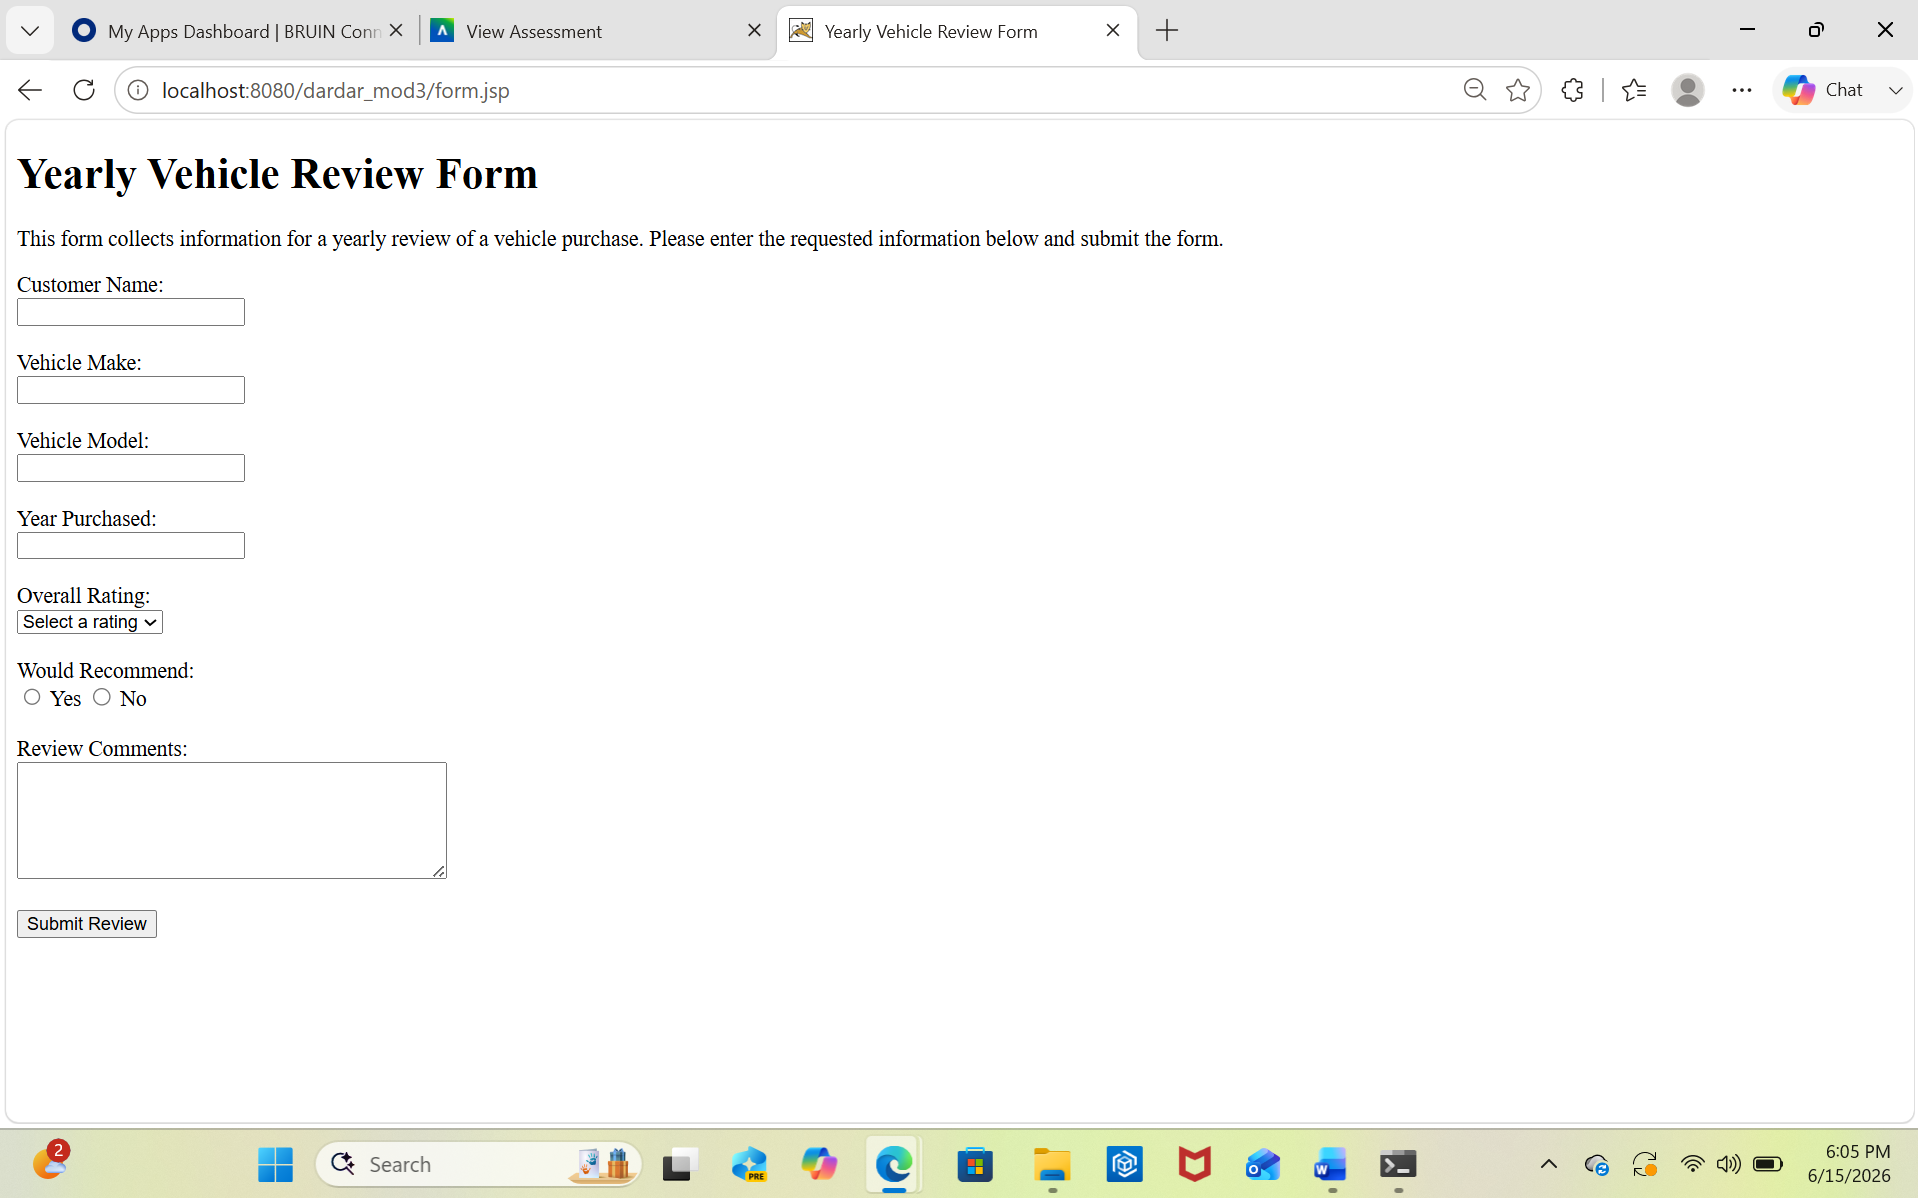 My Apps Dashboard | BRUIN Conn
View Assessment
Yearly Vehicle Review Form
localhost:8080/dardar_mod3/form.jsp
Chat
Yearly Vehicle Review Form
This form collects information for a yearly review of a vehicle purchase. Please enter the requested information below and submit the form.
Customer Name:
Vehicle Make:
Vehicle Model:
Year Purchased:
Overall Rating:
Select a rating
Would Recommend:
Yes No
Review Comments:
Submit Review
2
Search
PRE
6:05 PM
6/15/2026